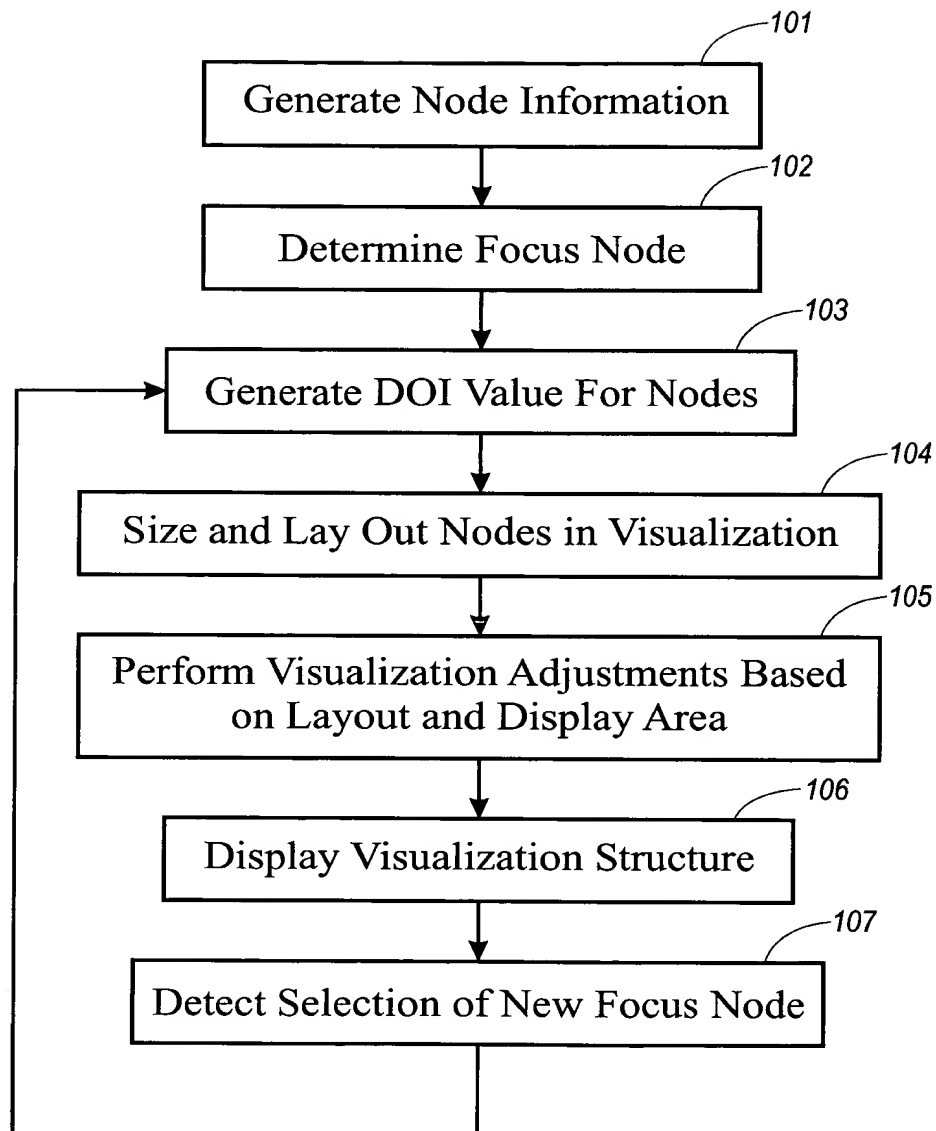 101
Generate Node Information
102
Determine Focus Node
103
Generate DOI Value For Nodes
104
Size and Lay Out Nodes in Visualization
105
Perform Visualization Adjustments Based
on Layout and Display Area
106
Display Visualization Structure
107
Detect Selection of New Focus Node